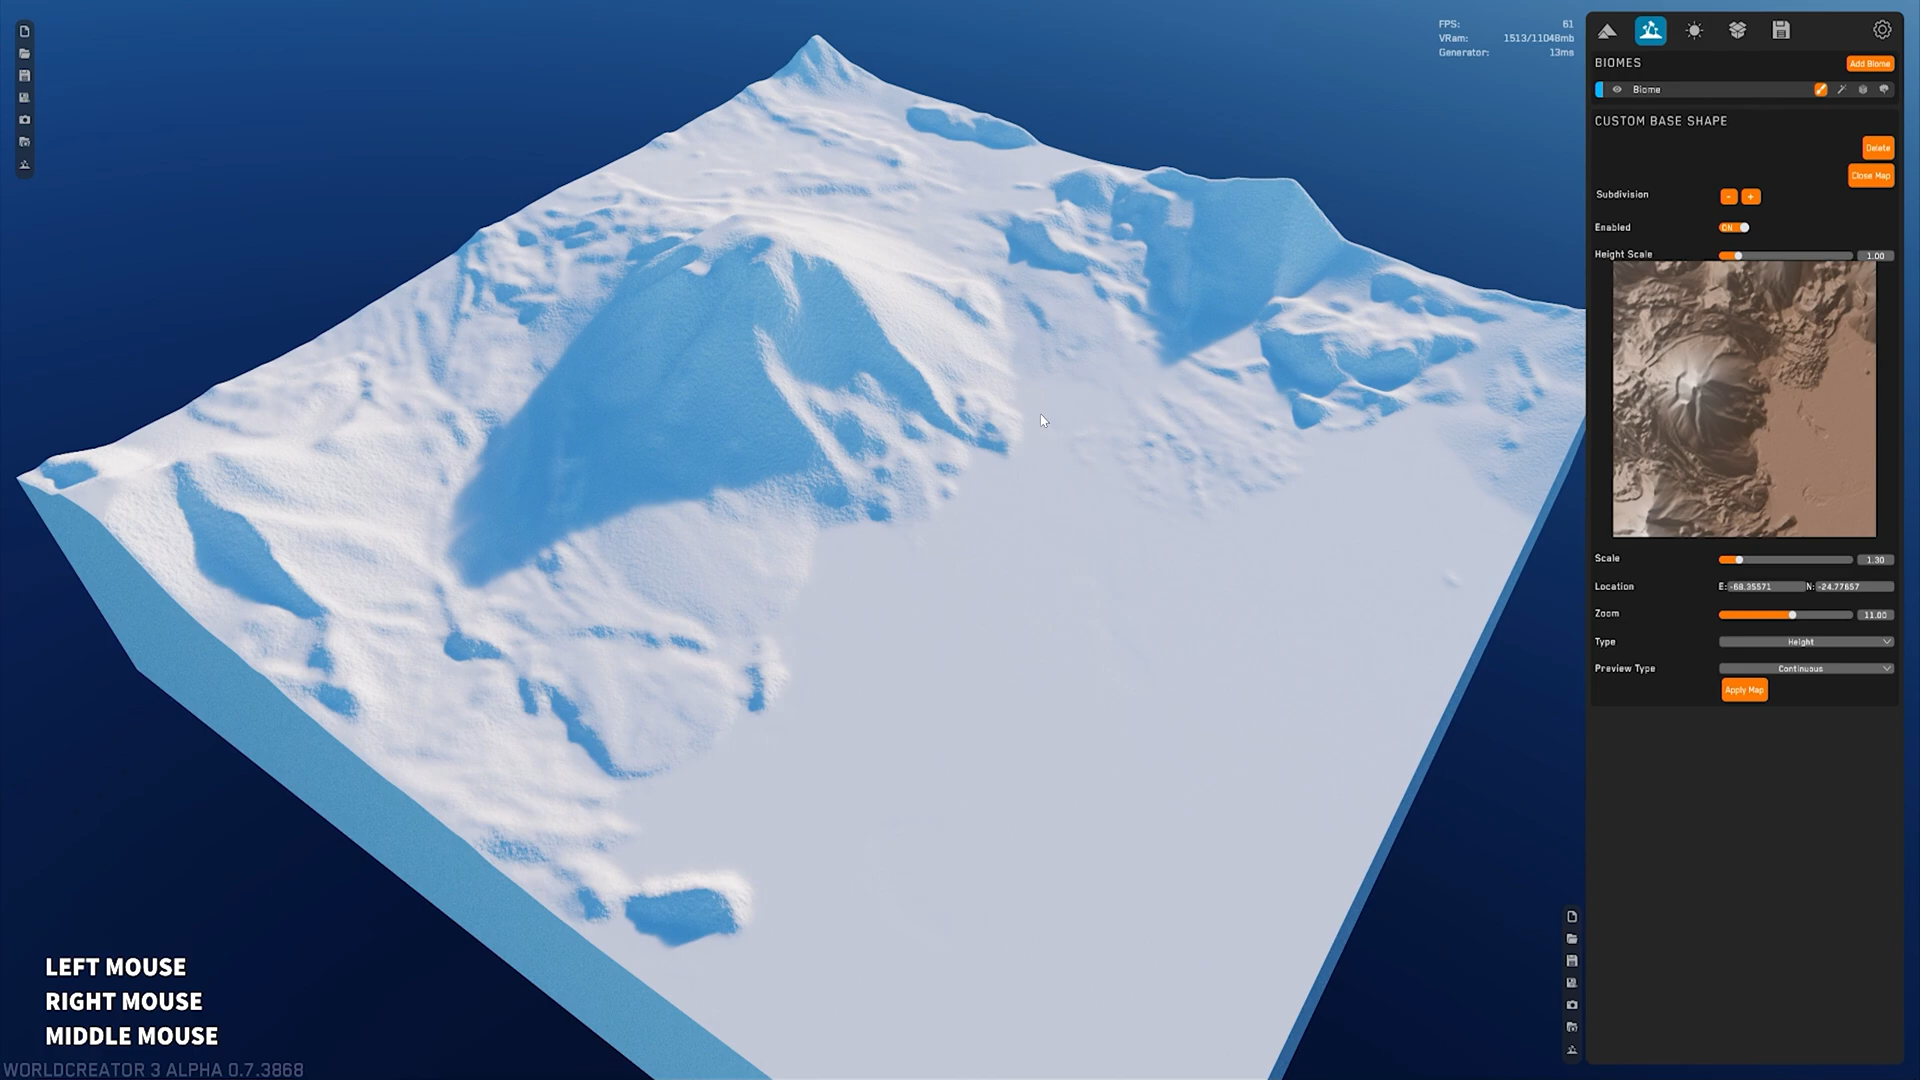 FPS: 61
VRam: 1513/11048mb
Generator: 13ms
BIOMES
Add Biome
Biome
CUSTOM BASE SHAPE
Delete
Close Map
Subdivision - +
Enabled ON
Height Scale 1.00
Scale 1.30
Location E: -68.35571 N: -24.77657
Zoom 11.00
Type Height
Preview Type Continuous
Apply Map
LEFT MOUSE
RIGHT MOUSE
MIDDLE MOUSE
WORLDCREATOR 3 ALPHA 0.7.3868